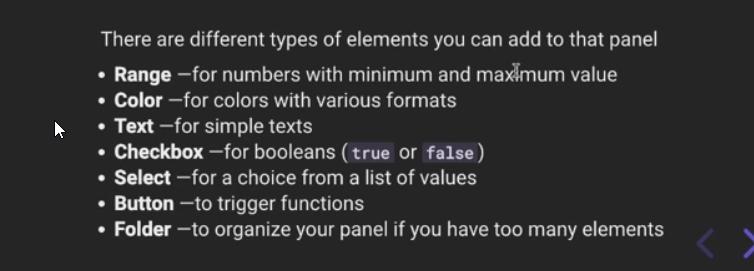 There are different types of elements you can add to that panel
• Range —for numbers with minimum and maximum value
• Color —for colors with various formats
• Text —for simple texts
• Checkbox —for booleans ( true or false )
• Select —for a choice from a list of values
• Button —to trigger functions
• Folder —to organize your panel if you have too many elements